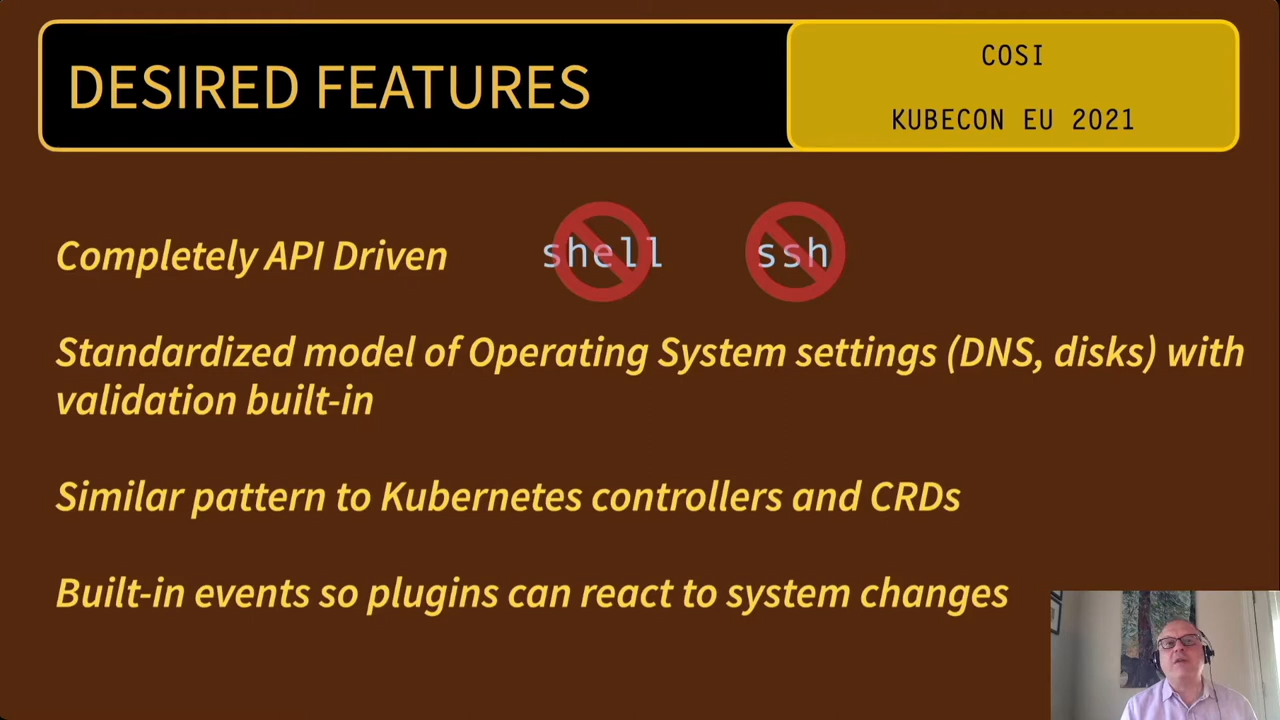 DESIRED FEATURES
COSI
KUBECON EU 2021
Completely API Driven
shell
ssh
Standardized model of Operating System settings (DNS, disks) with
validation built-in
Similar pattern to Kubernetes controllers and CRDs
Built-in events so plugins can react to system changes